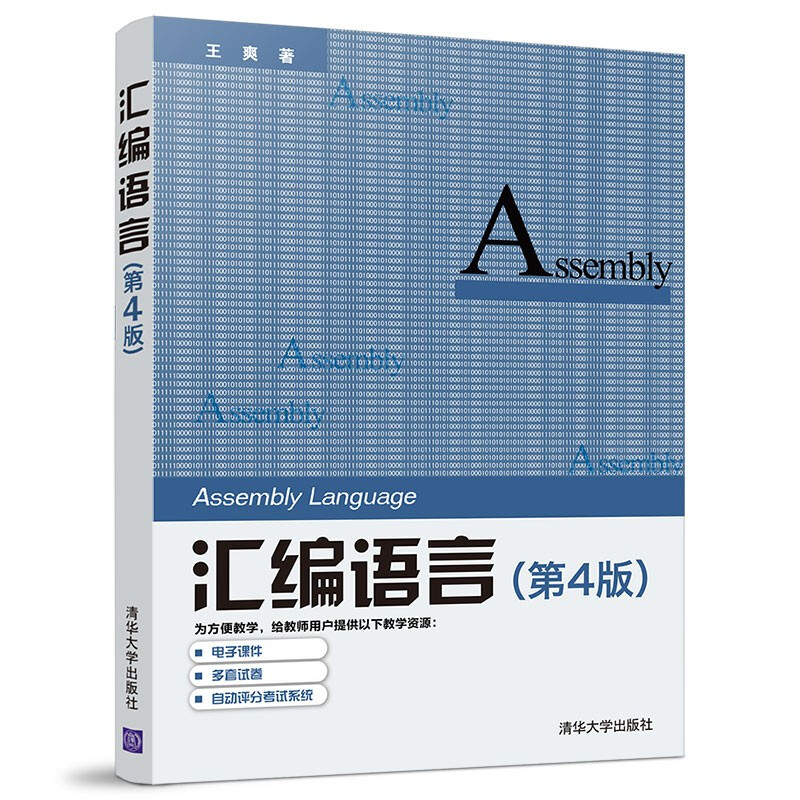 王爽 著
Assembly
Assembly
Assembly
Assembly
Assembly
Assembly Language
汇编语言(第4版)
为方便教学，给教师用户提供以下教学资源：
电子课件
多套试卷
自动评分考试系统
清华大学出版社
汇编语言(第4版)
清华大学出版社